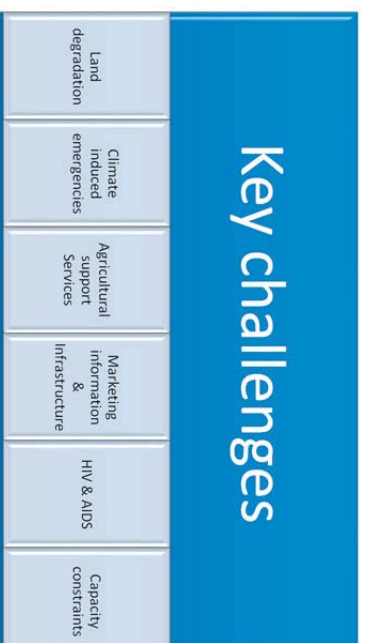 Key challenges
Land
degradation
Climate
induced
emergencies
Agricultural
support
Services
Marketing
information
&
Infrastructure
HIV & AIDS
Capacity
constraints